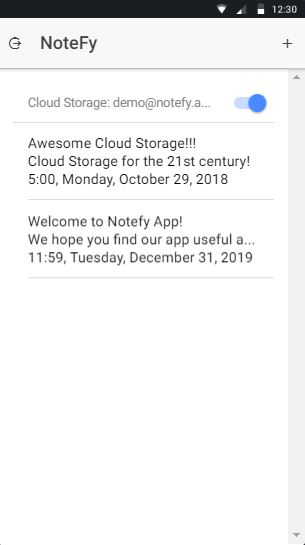 12:30
NoteFy
Cloud Storage: demo@notefy.a...
Awesome Cloud Storage!!!
Cloud Storage for the 21st century!
5:00, Monday, October 29, 2018
Welcome to Notefy App!
We hope you find our app useful a...
11:59, Tuesday, December 31, 2019